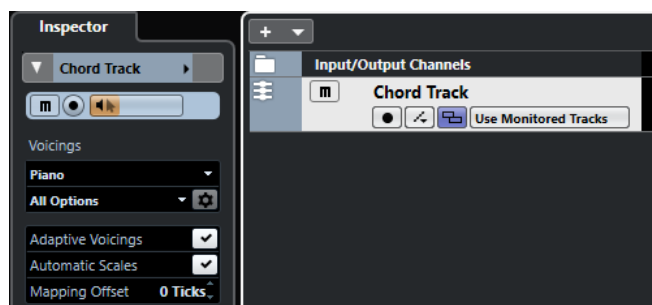 Inspector
Chord Track
m
Voicings
Piano
All Options
Adaptive Voicings
Automatic Scales
Mapping Offset 0 Ticks
+
Input/Output Channels
m Chord Track
Use Monitored Tracks